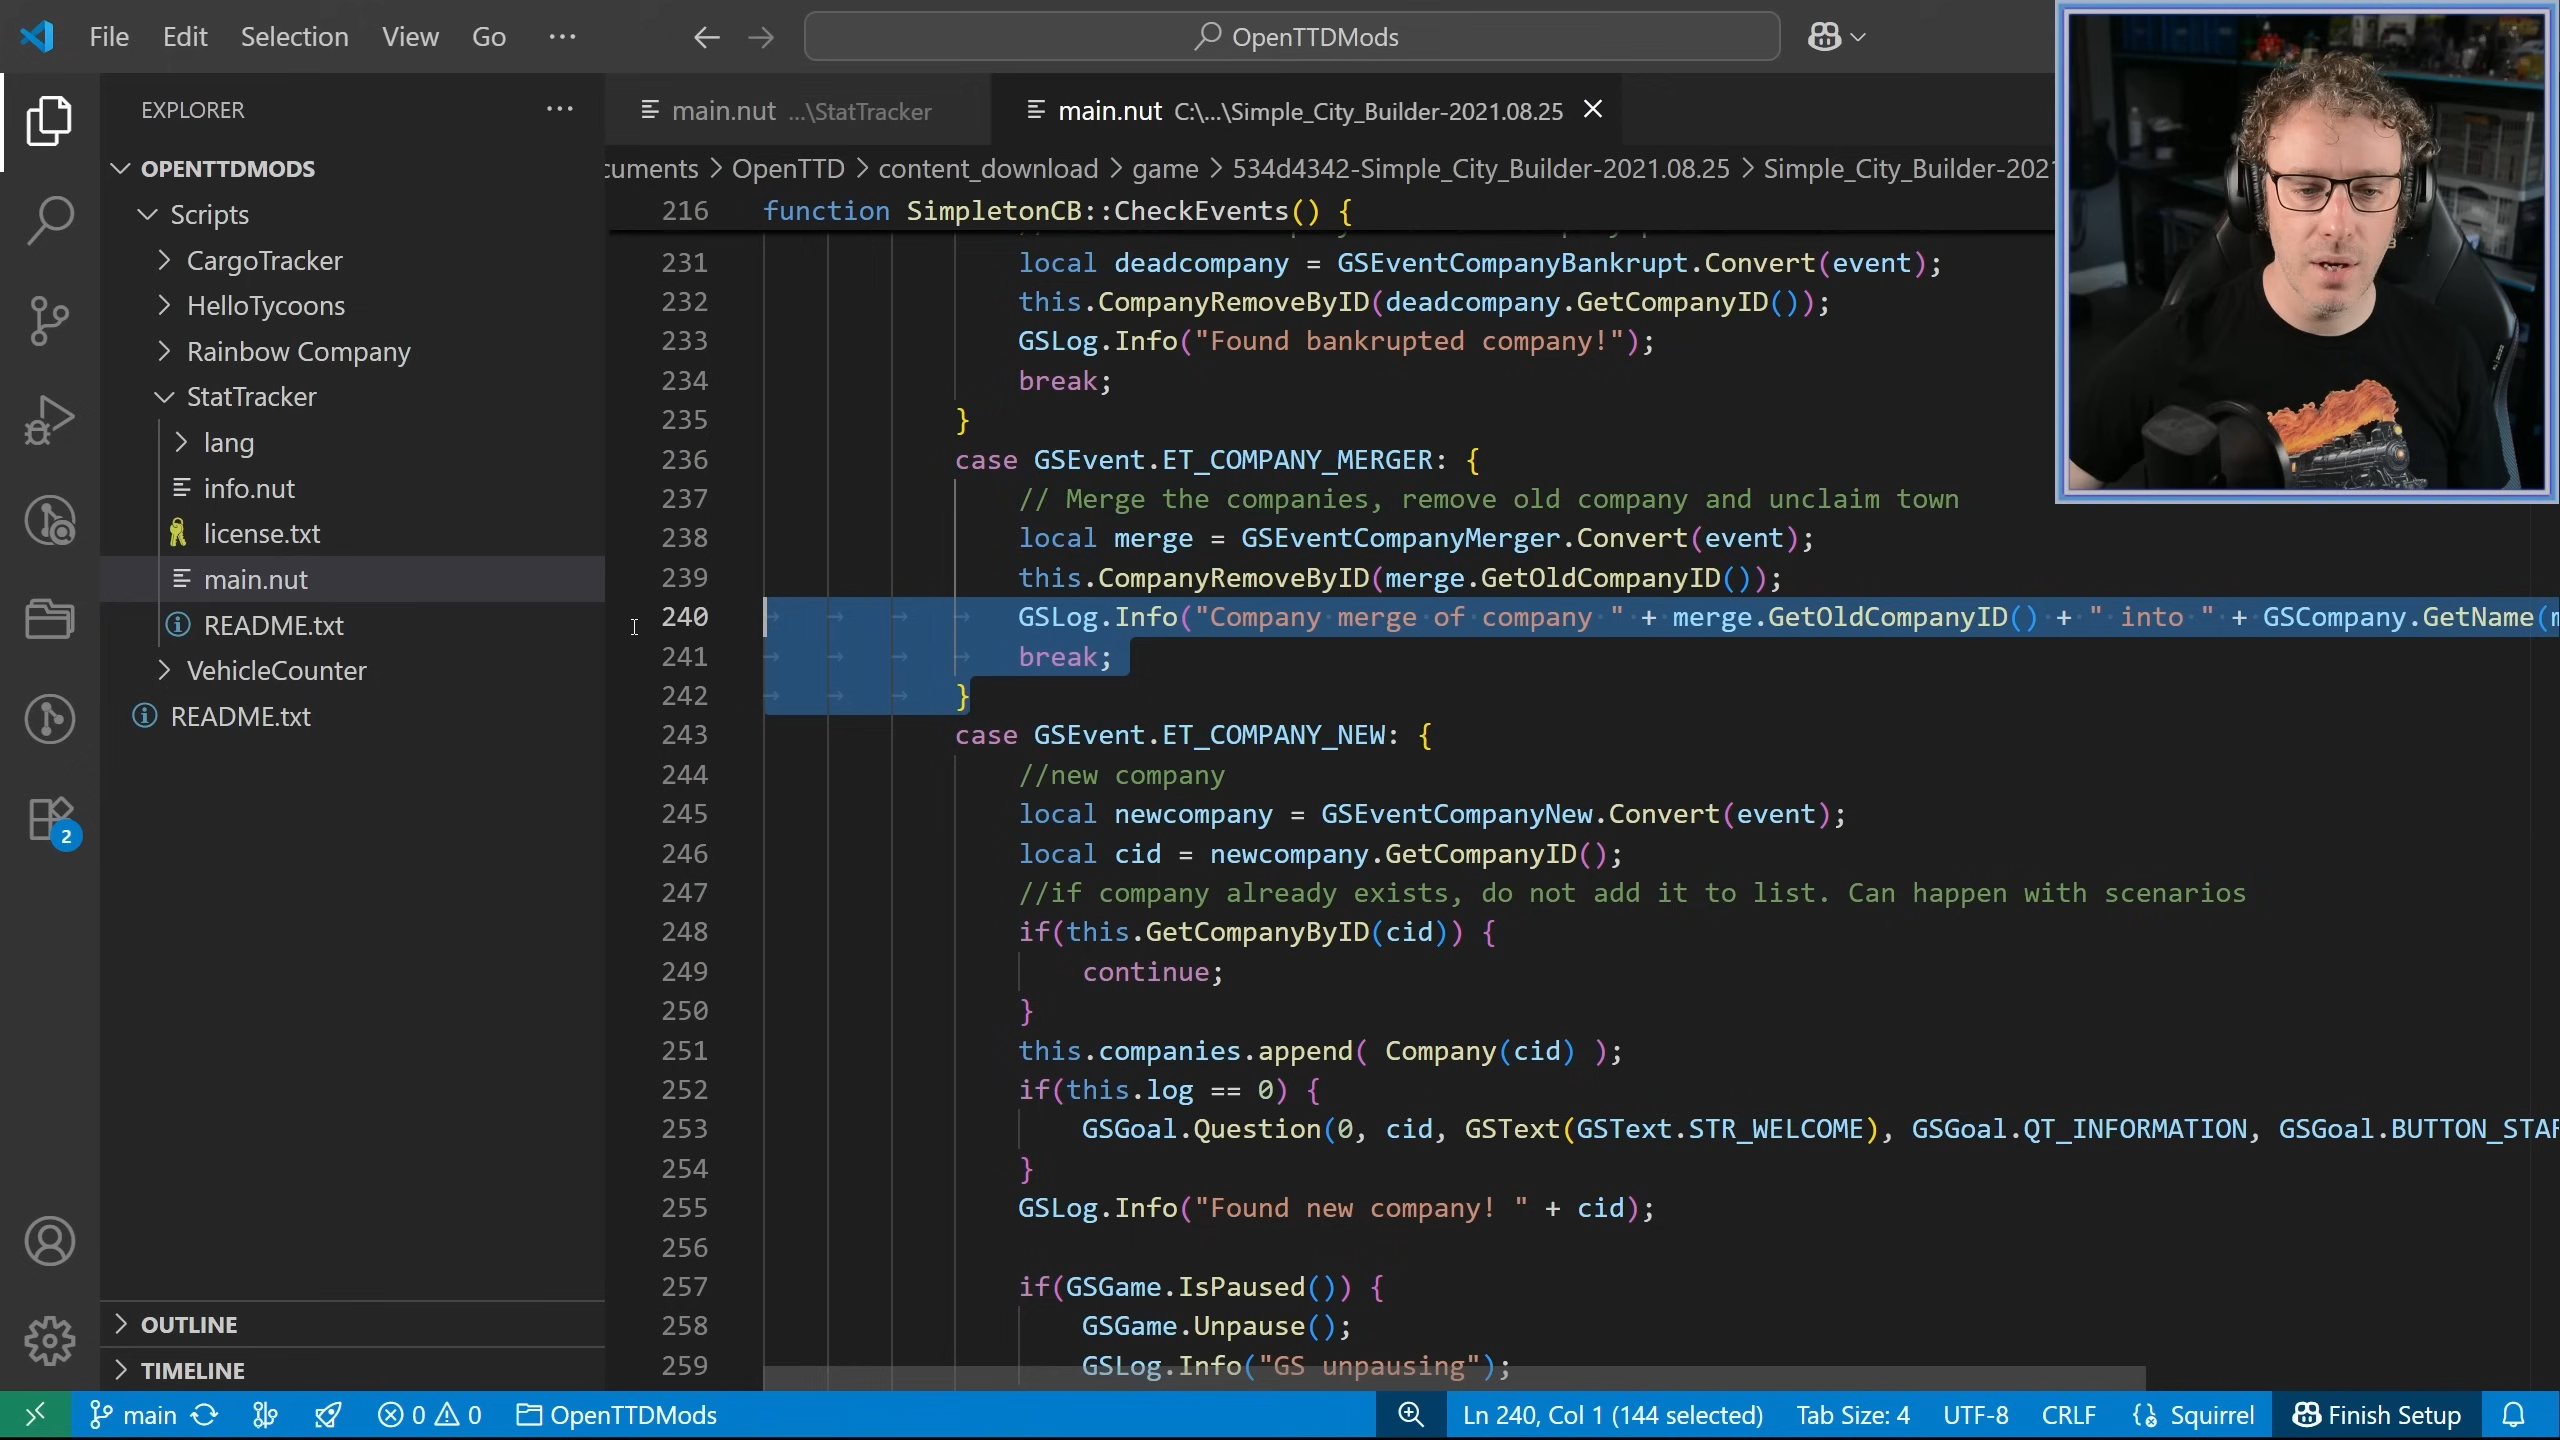 File Edit Selection View Go ··· OpenTTDMods
EXPLORER ···
OPENTTDMODS
Scripts
CargoTracker
HelloTycoons
Rainbow Company
StatTracker
lang
info.nut
license.txt
main.nut
README.txt
VehicleCounter
README.txt
OUTLINE
TIMELINE
2
main.nut ...\StatTracker
main.nut C:\...\Simple_City_Builder-2021.08.25
cuments > OpenTTD > content_download > game > 534d4342-Simple_City_Builder-2021.08.25 > Simple_City_Builder-202
216 function SimpletonCB::CheckEvents() {
231 local deadcompany = GSEventCompanyBankrupt.Convert(event);
232 this.CompanyRemoveByID(deadcompany.GetCompanyID());
233 GSLog.Info("Found bankrupted company!");
234 break;
235 }
236 case GSEvent.ET_COMPANY_MERGER: {
237 // Merge the companies, remove old company and unclaim town
238 local merge = GSEventCompanyMerger.Convert(event);
239 this.CompanyRemoveByID(merge.GetOldCompanyID());
240 GSLog.Info("Company merge of company " + merge.GetOldCompanyID() + " into " + GSCompany.GetName(
241 break;
242 }
243 case GSEvent.ET_COMPANY_NEW: {
244 //new company
245 local newcompany = GSEventCompanyNew.Convert(event);
246 local cid = newcompany.GetCompanyID();
247 //if company already exists, do not add it to list. Can happen with scenarios
248 if(this.GetCompanyByID(cid)) {
249 continue;
250 }
251 this.companies.append( Company(cid) );
252 if(this.log == 0) {
253 GSGoal.Question(0, cid, GSText(GSText.STR_WELCOME), GSGoal.QT_INFORMATION, GSGoal.BUTTON_STA
254 }
255 GSLog.Info("Found new company! " + cid);
256
257 if(GSGame.IsPaused()) {
258 GSGame.Unpause();
259 GSLog.Info("GS unpausing");
main 0 0 OpenTTDMods Ln 240, Col 1 (144 selected) Tab Size: 4 UTF-8 CRLF Squirrel Finish Setup